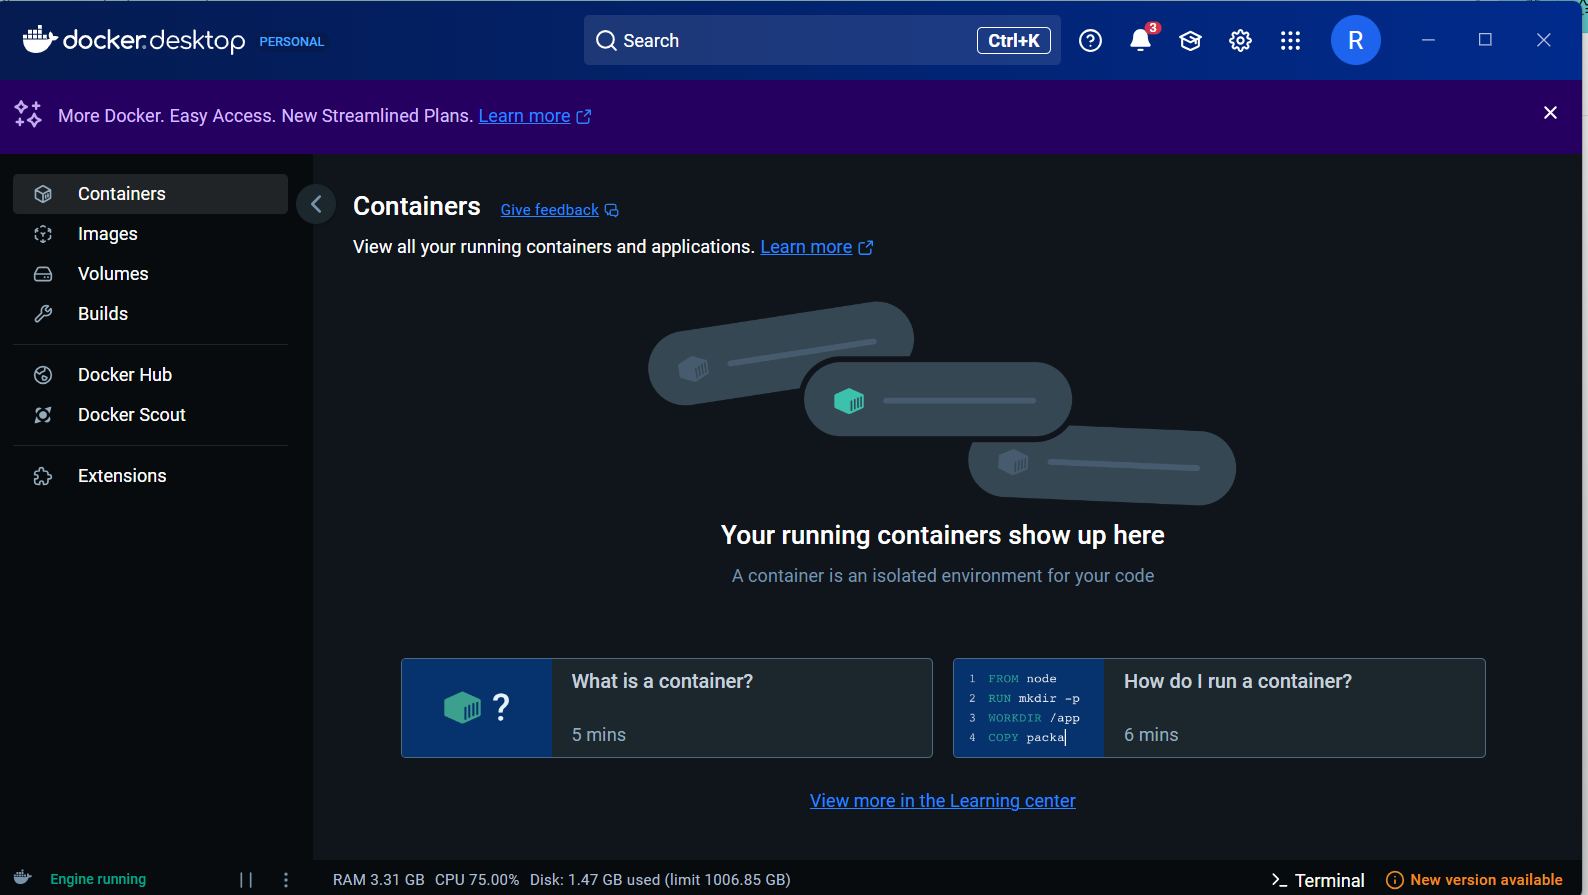 docker.desktop PERSONAL
Search
Ctrl+K
3
R
More Docker. Easy Access. New Streamlined Plans. Learn more
Containers
Images
Volumes
Builds
Docker Hub
Docker Scout
Extensions
Containers Give feedback
View all your running containers and applications. Learn more
Your running containers show up here
A container is an isolated environment for your code
?
What is a container?
5 mins
1 FROM node
2 RUN mkdir -p
3 WORKDIR /app
4 COPY packa
How do I run a container?
6 mins
View more in the Learning center
Engine running
RAM 3.31 GB CPU 75.00% Disk: 1.47 GB used (limit 1006.85 GB)
>_ Terminal
New version available